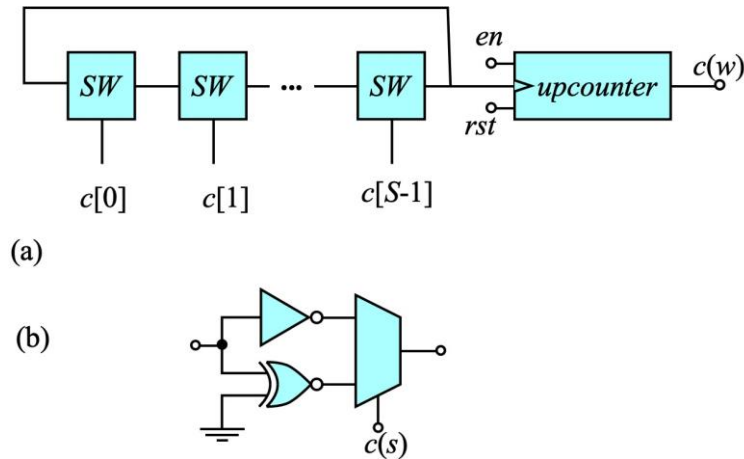 en
SW SW ... SW upcounter c(w)
rst
c[0] c[1] c[S-1]
(a)
(b)
c(s)